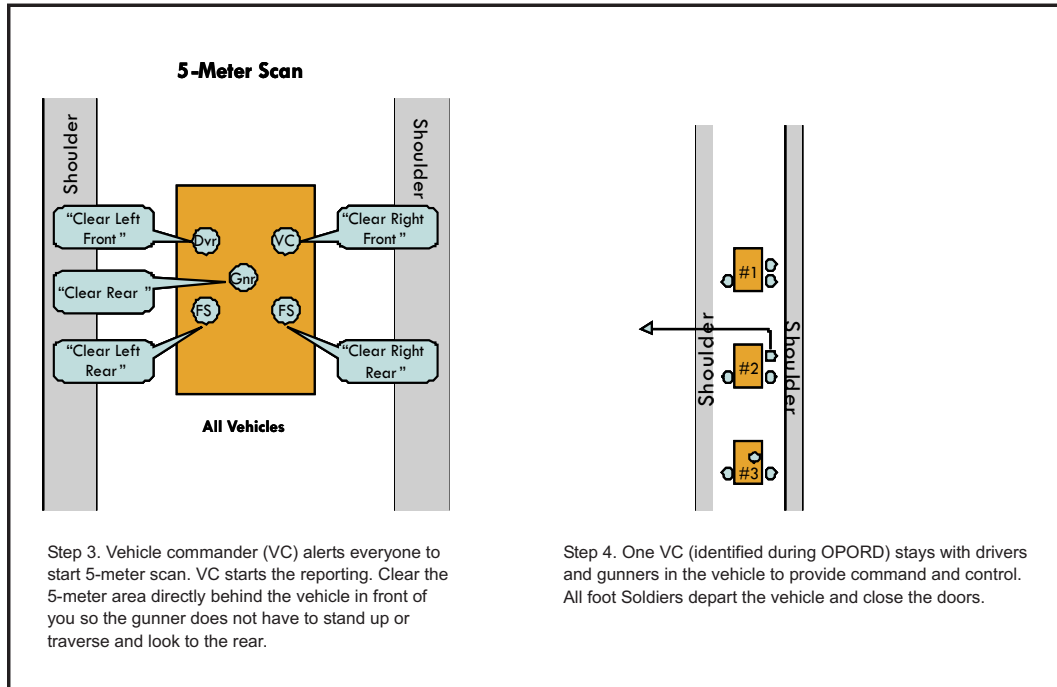 5-Meter Scan
Shoulder
Shoulder
“Clear Left
Front”
Dvr
VC
“Clear Right
Front”
Gnr
“Clear Rear”
FS
FS
“Clear Left
Rear”
“Clear Right
Rear”
All Vehicles
Step 3. Vehicle commander (VC) alerts everyone to
start 5-meter scan. VC starts the reporting. Clear the
5-meter area directly behind the vehicle in front of
you so the gunner does not have to stand up or
traverse and look to the rear.
#1
Shoulder
Shoulder
#2
#3
Step 4. One VC (identified during OPORD) stays with drivers
and gunners in the vehicle to provide command and control.
All foot Soldiers depart the vehicle and close the doors.